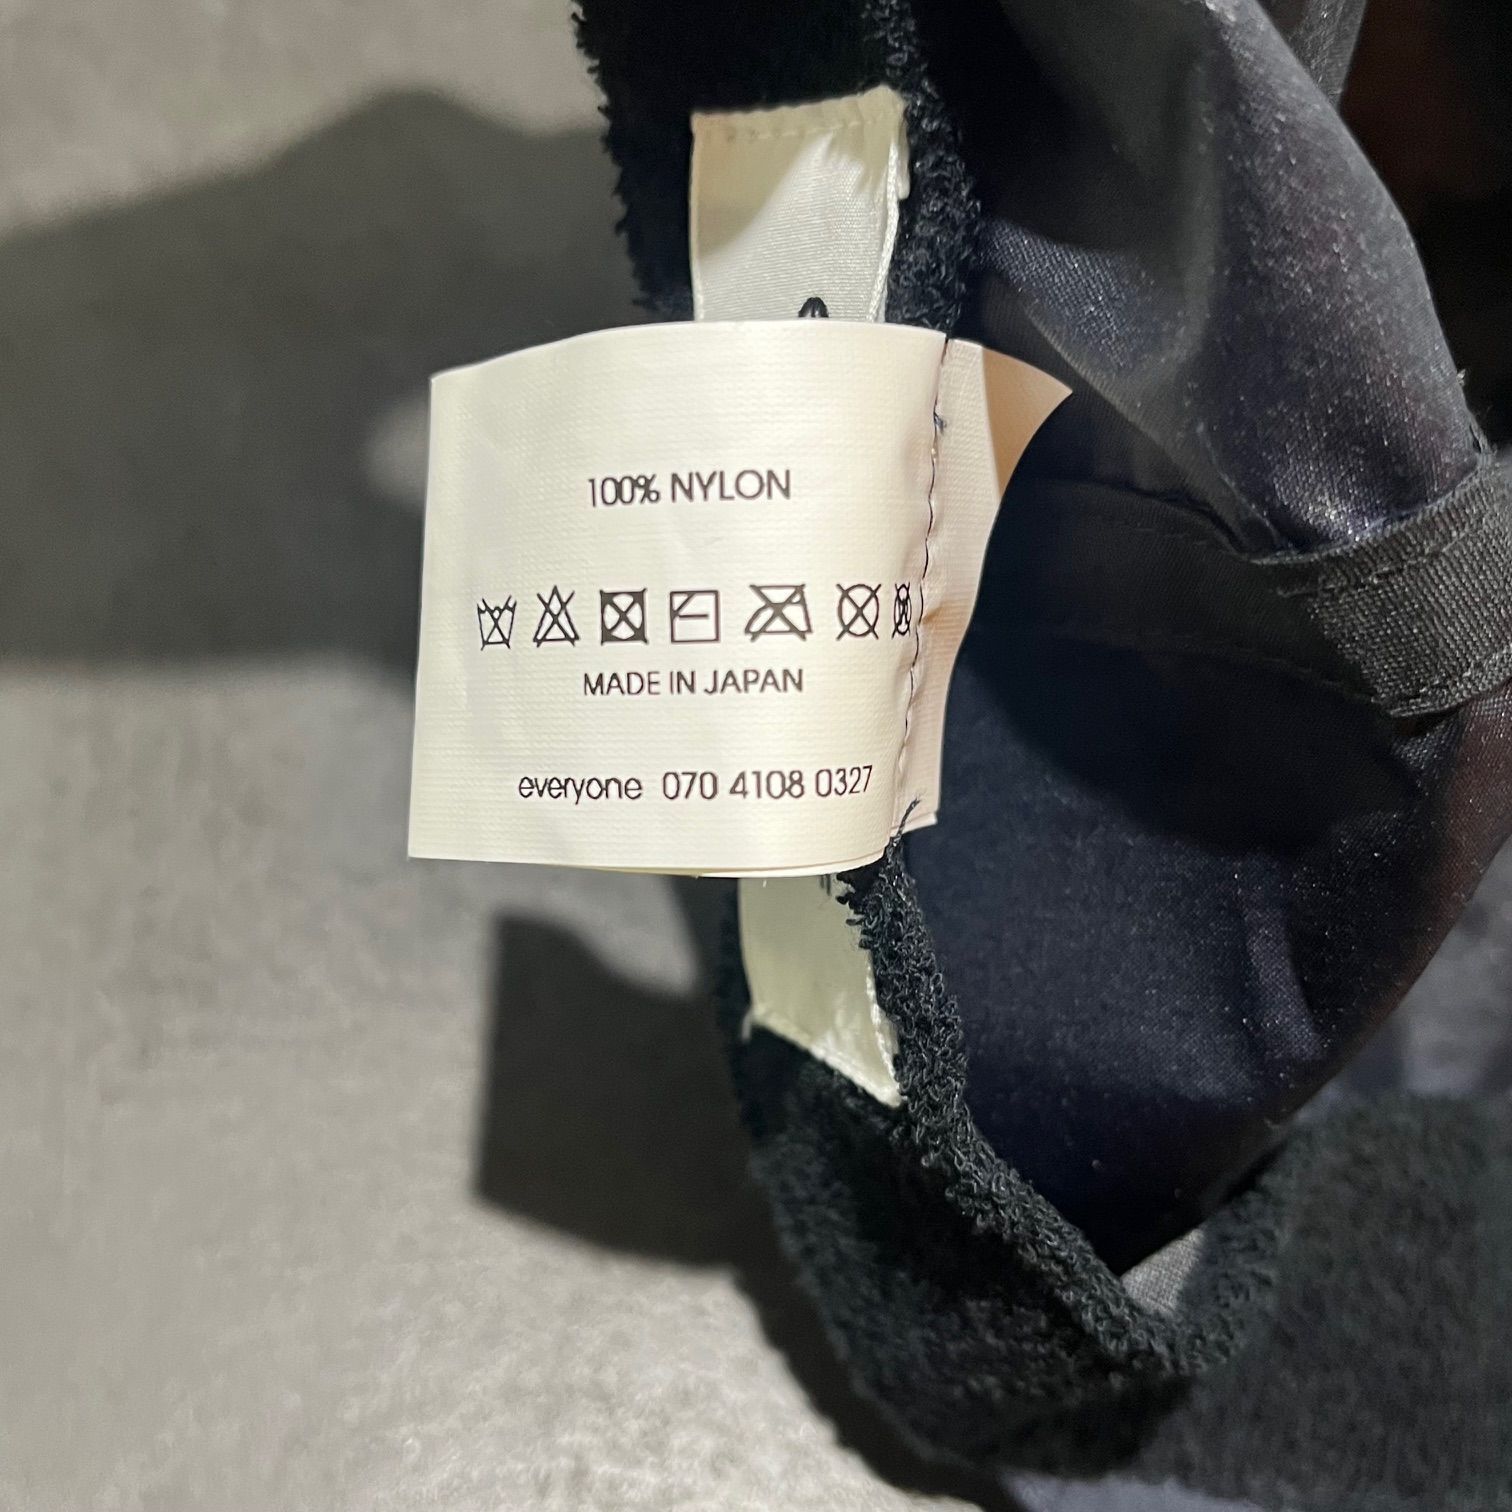 100% NYLON
MADE IN JAPAN
everyone 070 4108 0327